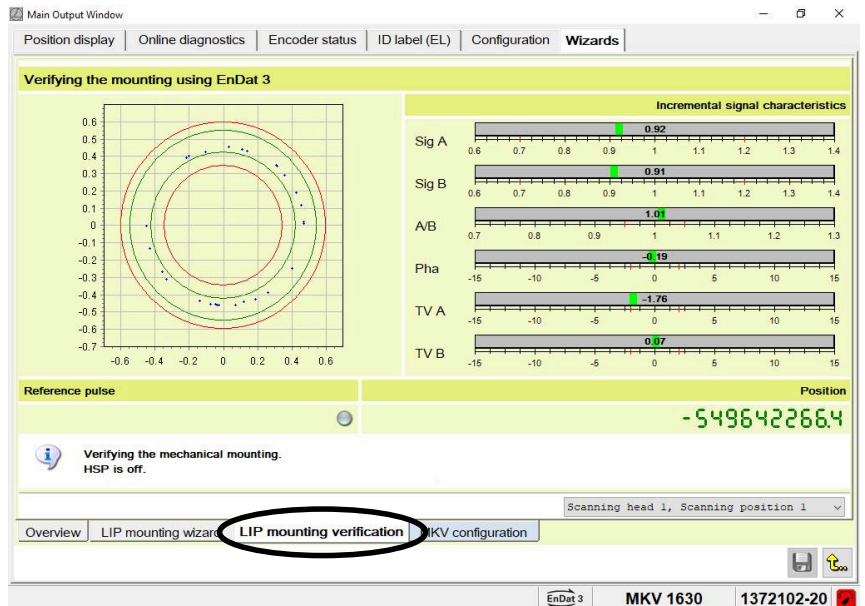 Main Output Window
Position display Online diagnostics Encoder status ID label (EL) Configuration Wizards
Verifying the mounting using EnDat 3
Incremental signal characteristics
0.6
0.5
0.4
0.3
0.2
0.1
0
-0.1
-0.2
-0.3
-0.4
-0.5
-0.6
-0.7
-0.6 -0.4 -0.2 0 0.2 0.4 0.6
Sig A 0.92
0.6 0.7 0.8 0.9 1 1.1 1.2 1.3 1.4
Sig B 0.91
0.6 0.7 0.8 0.9 1 1.1 1.2 1.3 1.4
A/B 1.01
0.7 0.8 0.9 1 1.1 1.2 1.3
Pha -0.19
-15 -10 -5 0 5 10 15
TV A -1.76
-15 -10 -5 0 5 10 15
TV B 0.07
-15 -10 -5 0 5 10 15
Reference pulse Position
-549642266.4
Verifying the mechanical mounting.
HSP is off.
Scanning head 1, Scanning position 1
Overview LIP mounting wizard LIP mounting verification MKV configuration
EnDat 3 MKV 1630 1372102-20